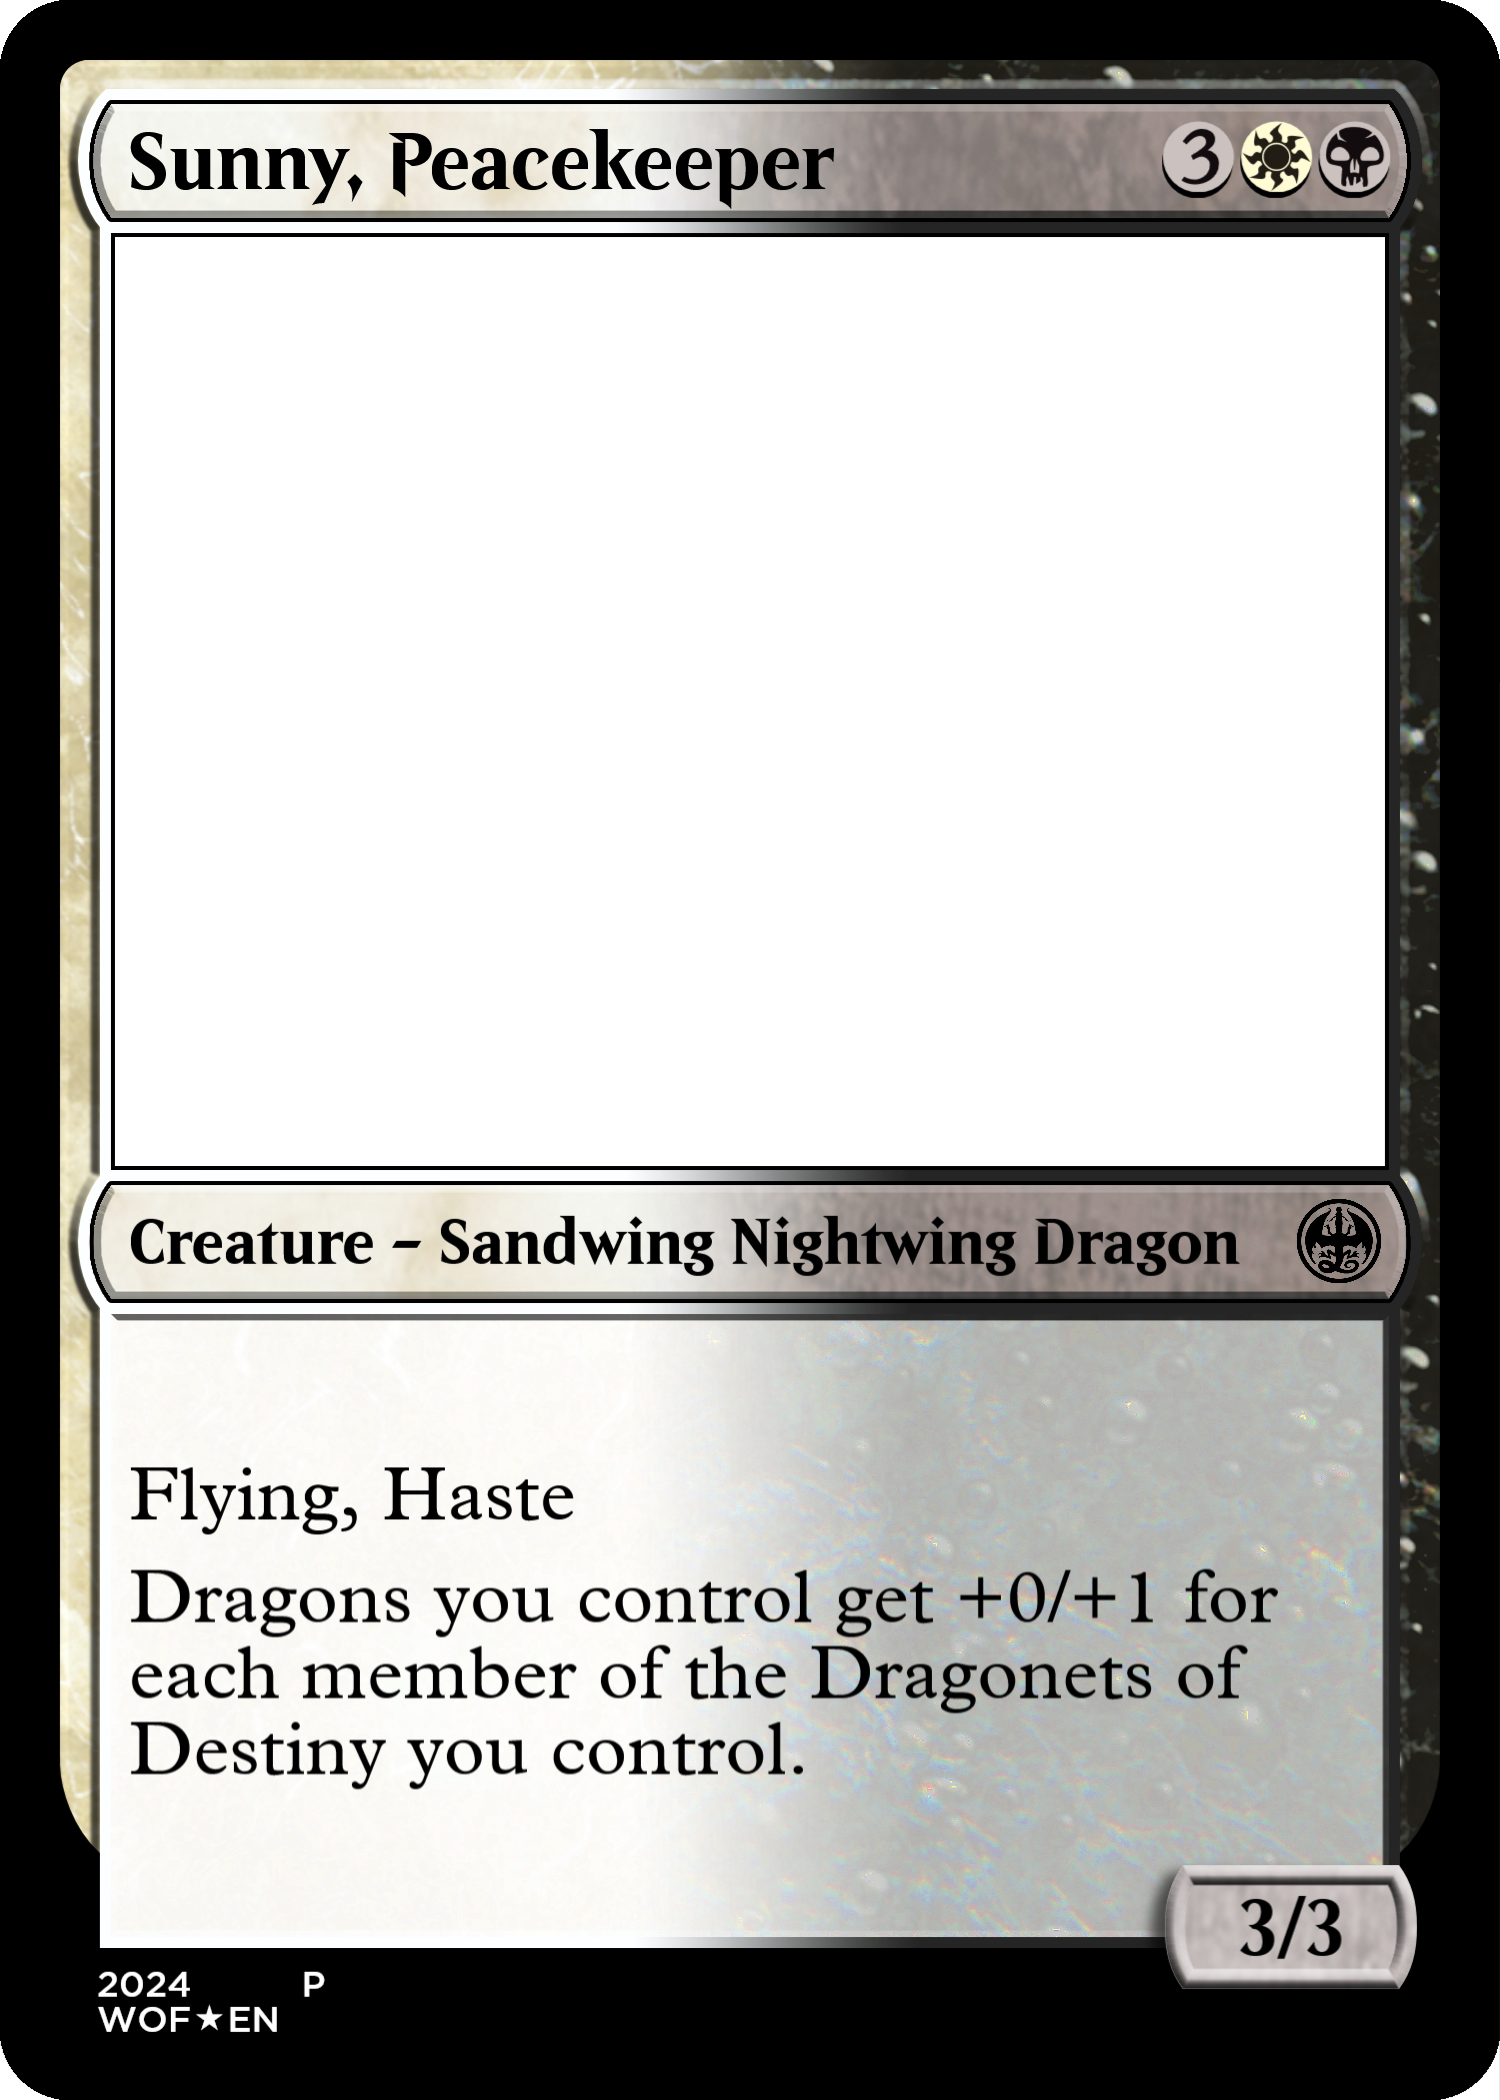 Sunny, Peacekeeper 3
Creature – Sandwing Nightwing Dragon
Flying, Haste
Dragons you control get +0/+1 for
each member of the Dragonets of
Destiny you control.
3/3
2024 P
WOF★EN